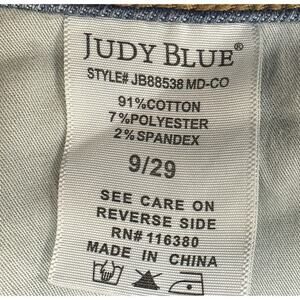 JUDY BLUE®
STYLE# JB88538 MD-CO
91%COTTON
7%POLYESTER
2%SPANDEX
9/29
SEE CARE ON
REVERSE SIDE
RN# 116380
MADE IN CHINA